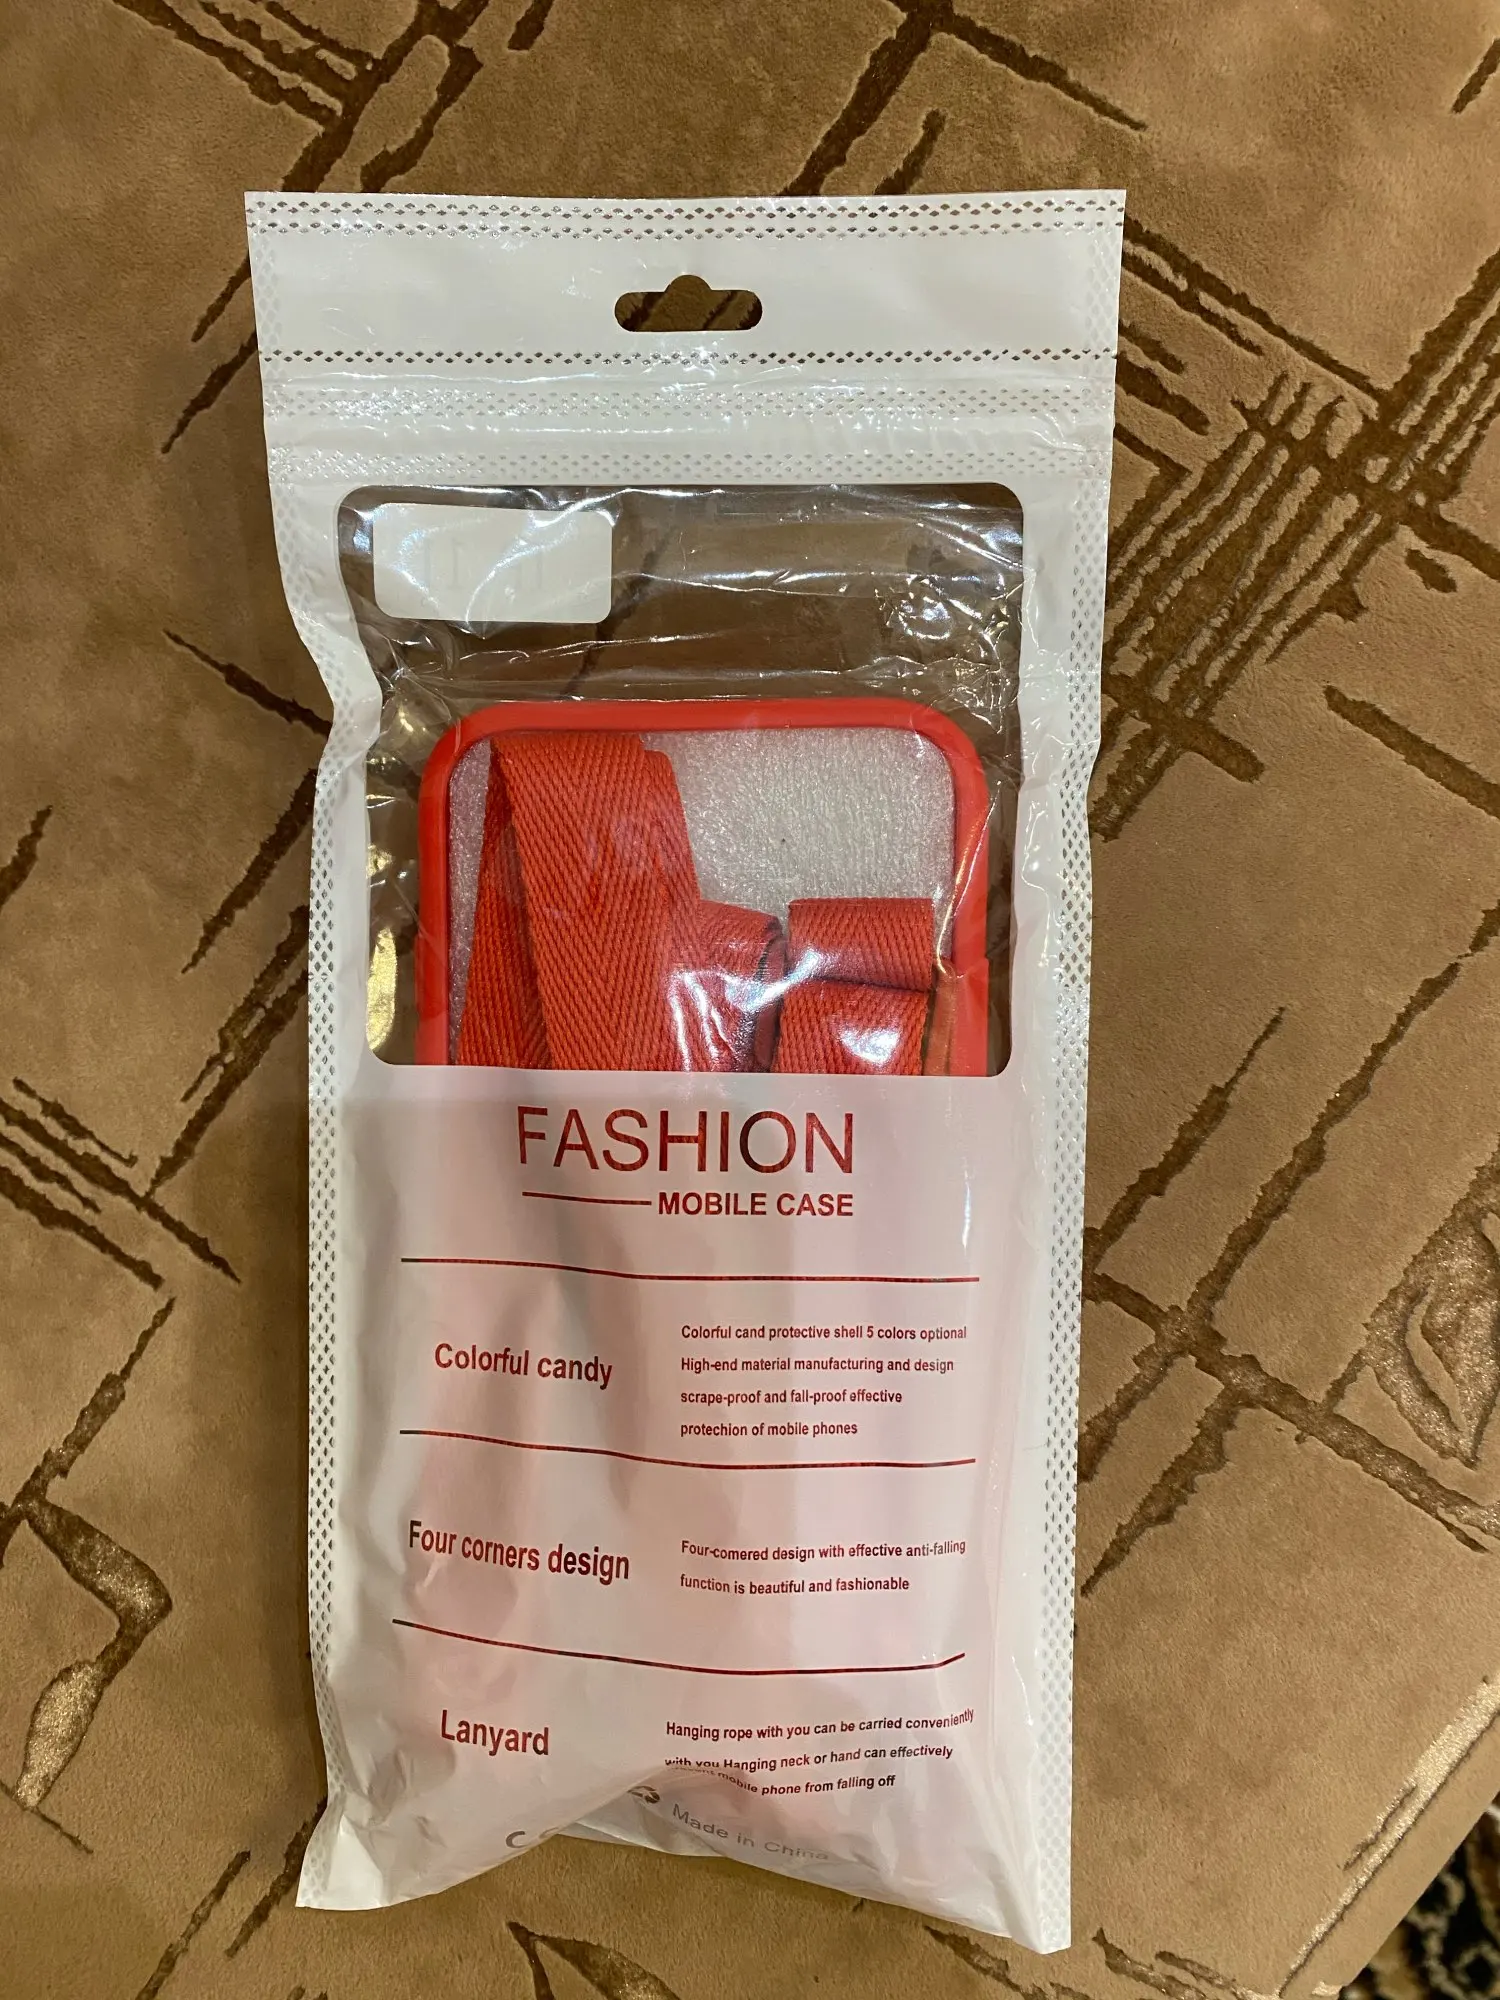 FASHION
MOBILE CASE
Colorful candy
Colorful cand protective shell 5 colors optional
High-end material manufacturing and design
scrape-proof and fall-proof effective
protechion of mobile phones
Four corners design
Four-comered design with effective anti-falling
function is beautiful and fashionable
Lanyard
Hanging rope with you can be carried conveniently
with you Hanging neck or hand can effectively
mobile phone from falling off
Made in China